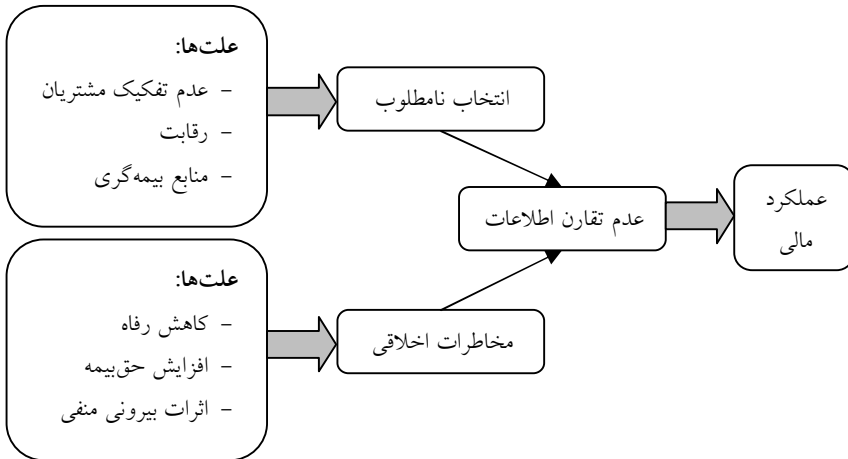 علت‌ها:
- عدم تفکیک مشتریان
- رقابت
- منابع بیمه‌گری
انتخاب نامطلوب
عدم تقارن اطلاعات
عملکرد
مالی
علت‌ها:
- کاهش رفاه
- افزایش حق‌بیمه
- اثرات بیرونی منفی
مخاطرات اخلاقی